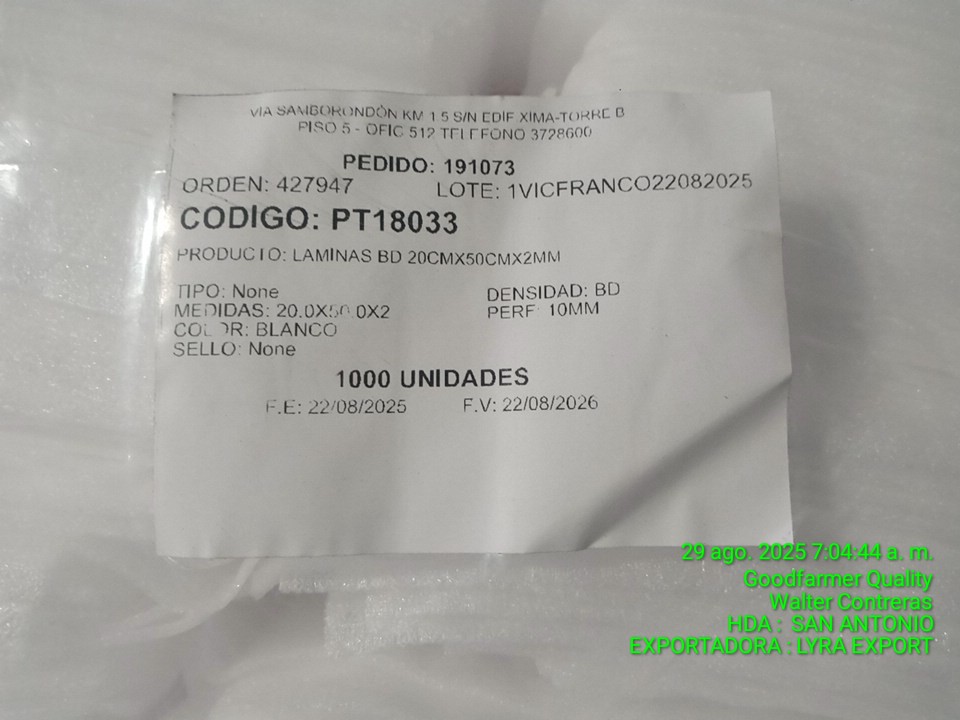 VIA SAMBORONDÓN KM 1.5 S/N EDIF XIMA-TORRE B
PISO 5 - OFIC 512 TELEFONO 3728600
PEDIDO: 191073
ORDEN: 427947 LOTE: 1VICFRANCO22082025
CODIGO: PT18033
PRODUCTO: LAMINAS BD 20CMX50CMX2MM
TIPO: None DENSIDAD: BD
MEDIDAS: 20.0X50.0X2 PERF: 10MM
COLOR: BLANCO
SELLO: None
1000 UNIDADES
F.E: 22/08/2025 F.V: 22/08/2026
29 ago. 2025 7:04:44 a. m.
Goodfarmer Quality
Walter Contreras
HDA : SAN ANTONIO
EXPORTADORA : LYRA EXPORT